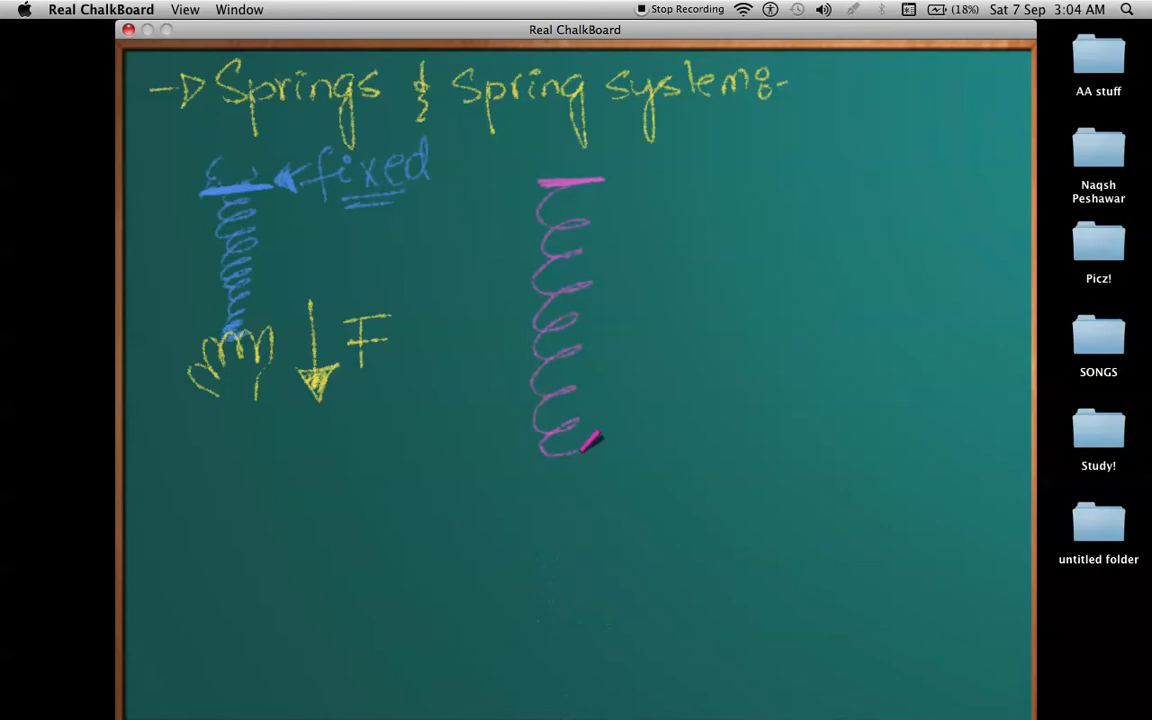 Real ChalkBoard View Window Stop Recording (18%) Sat 7 Sep 3:04 AM
Real ChalkBoard
Springs & Spring system:-
fixed
F
AA stuff
Naqsh
Peshawar
Picz!
SONGS
Study!
untitled folder